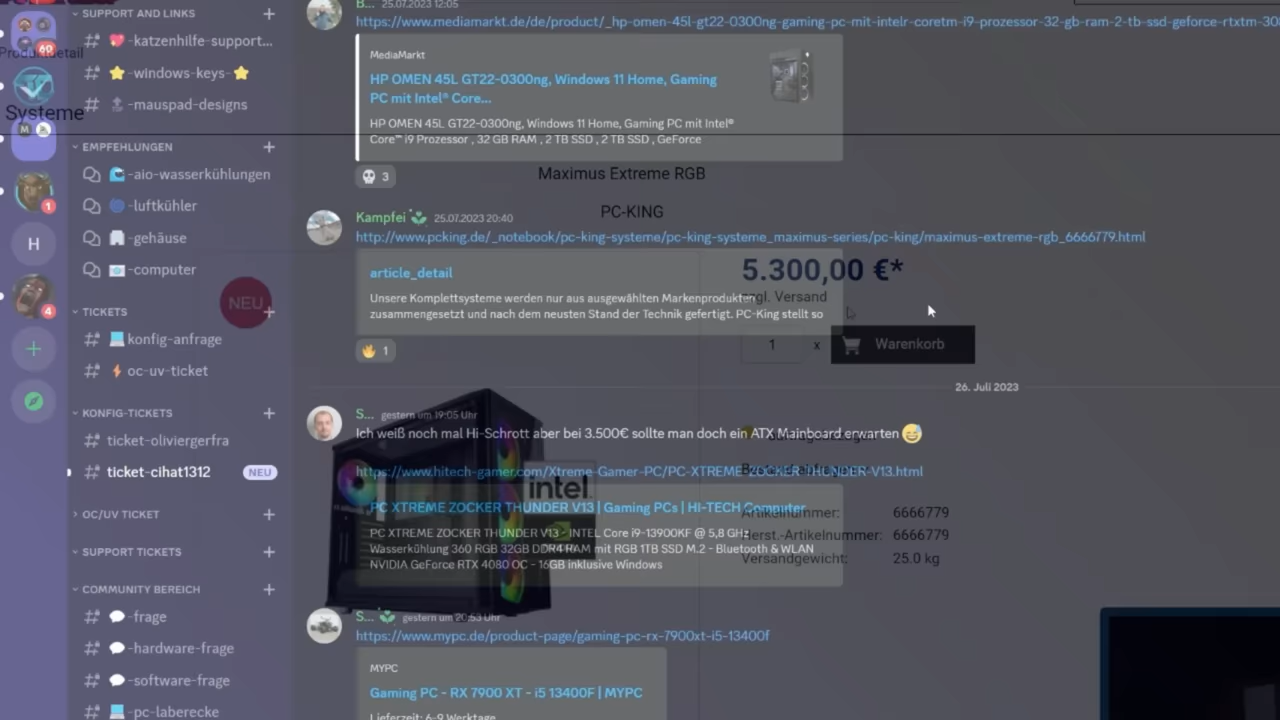 SUPPORT AND LINKS
60
-katzenhilfe-support...
-windows-keys-
-mauspad-designs
Produktdetail
Systeme
M
EMPFEHLUNGEN
-aio-wasserkühlungen
-luftkühler
-gehäuse
-computer
1
H
4
TICKETS
konfig-anfrage
oc-uv-ticket
KONFIG-TICKETS
ticket-oliviergerfra
ticket-cihat1312 NEU
OC/UV TICKET
SUPPORT TICKETS
COMMUNITY BEREICH
-frage
-hardware-frage
-software-frage
-pc-laberecke
B... 25.07.2023 12:05
https://www.mediamarkt.de/de/product/_hp-omen-45l-gt22-0300ng-gaming-pc-mit-intelr-coretm-i9-prozessor-32-gb-ram-2-tb-ssd-geforce-rtxtm-30
MediaMarkt
HP OMEN 45L GT22-0300ng, Windows 11 Home, Gaming
PC mit Intel® Core...
HP OMEN 45L GT22-0300ng, Windows 11 Home, Gaming PC mit Intel®
Core™ i9 Prozessor , 32 GB RAM , 2 TB SSD , 2 TB SSD , GeForce
3
Maximus Extreme RGB
PC-KING
Kampfei 25.07.2023 20:40
http://www.pcking.de/_notebook/pc-king-systeme/pc-king-systeme_maximus-series/pc-king/maximus-extreme-rgb_6666779.html
article_detail
Unsere Komplettsysteme werden nur aus ausgewählten Markenprodukten
zusammengesetzt und nach dem neusten Stand der Technik gefertigt. PC-King stellt so
1
NEU
5.300,00 €*
zzgl. Versand
1 x Warenkorb
26. Juli 2023
S... gestern um 19:05 Uhr
Ich weiß noch mal Hi-Schrott aber bei 3.500€ sollte man doch ein ATX Mainboard erwarten
https://www.hitech-gamer.com/Xtreme-Gamer-PC/PC-XTREME-ZOCKER-THUNDER-V13.html
intel
PC XTREME ZOCKER THUNDER V13 | Gaming PCs | HI-TECH Computer
PC XTREME ZOCKER THUNDER V13 - INTEL Core i9-13900KF @ 5,8 GHz
Wasserkühlung 360 RGB 32GB DDR4 RAM mit RGB 1TB SSD M.2 - Bluetooth & WLAN
NVIDIA GeForce RTX 4080 OC - 16GB inklusive Windows
Artikelnummer: 6666779
Herst.-Artikelnummer: 6666779
Versandgewicht: 25.0 kg
S... gestern um 20:53 Uhr
https://www.mypc.de/product-page/gaming-pc-rx-7900xt-i5-13400f
MYPC
Gaming PC - RX 7900 XT - i5 13400F | MYPC
Lieferzeit: 6-9 Werktage